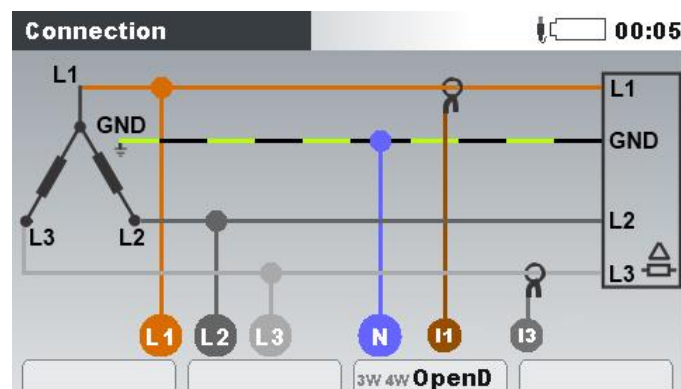 Connection 00:05
L1 L1
GND GND
L3 L2 L2
L3
L1 L2 L3 N I1 I3
3W 4W OpenD